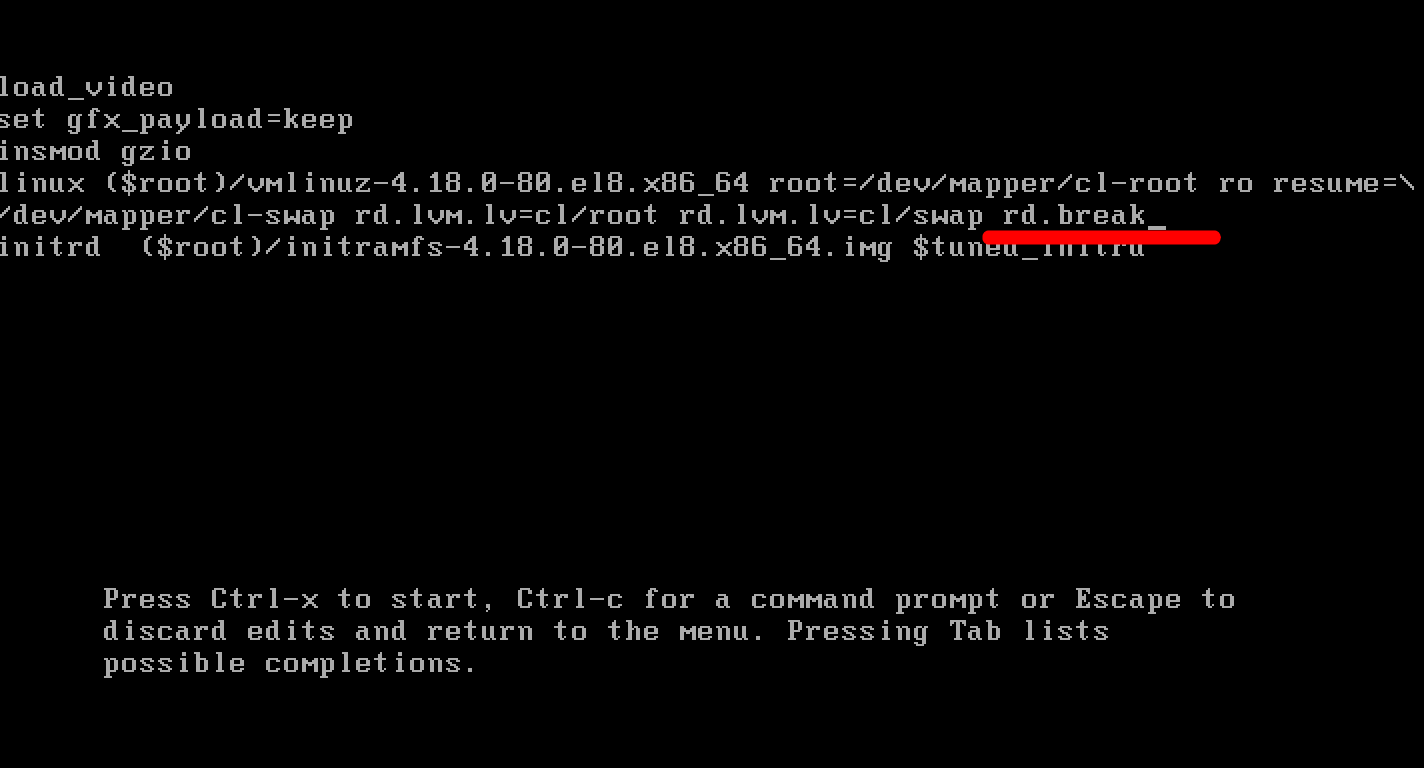 load_video
set gfx_payload=keep
insmod gzio
linux ($root)/vmlinuz-4.18.0-80.el8.x86_64 root=/dev/mapper/cl-root ro resume=\
/dev/mapper/cl-swap rd.lvm.lv=cl/root rd.lvm.lv=cl/swap rd.break_
initrd  ($root)/initramfs-4.18.0-80.el8.x86_64.img $tuned_initrd
Press Ctrl-x to start, Ctrl-c for a command prompt or Escape to
discard edits and return to the menu. Pressing Tab lists
possible completions.